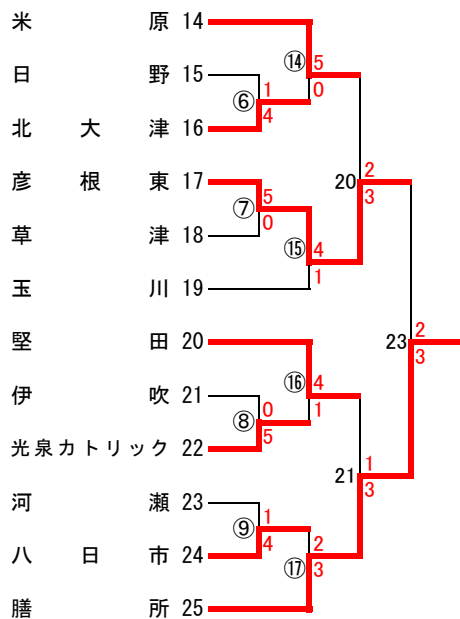 米原 14
⑭ 5
0
日野 15
⑥ 1
4
北大津 16
彦根東 17
20 2
3
⑦ 5
0
草津 18
⑮ 4
1
玉川 19
堅田 20
23 2
3
⑯ 4
1
伊吹 21
⑧ 0
5
光泉カトリック 22
21 1
3
河瀬 23
⑨ 1
4
八日市 24
⑰ 2
3
膳所 25